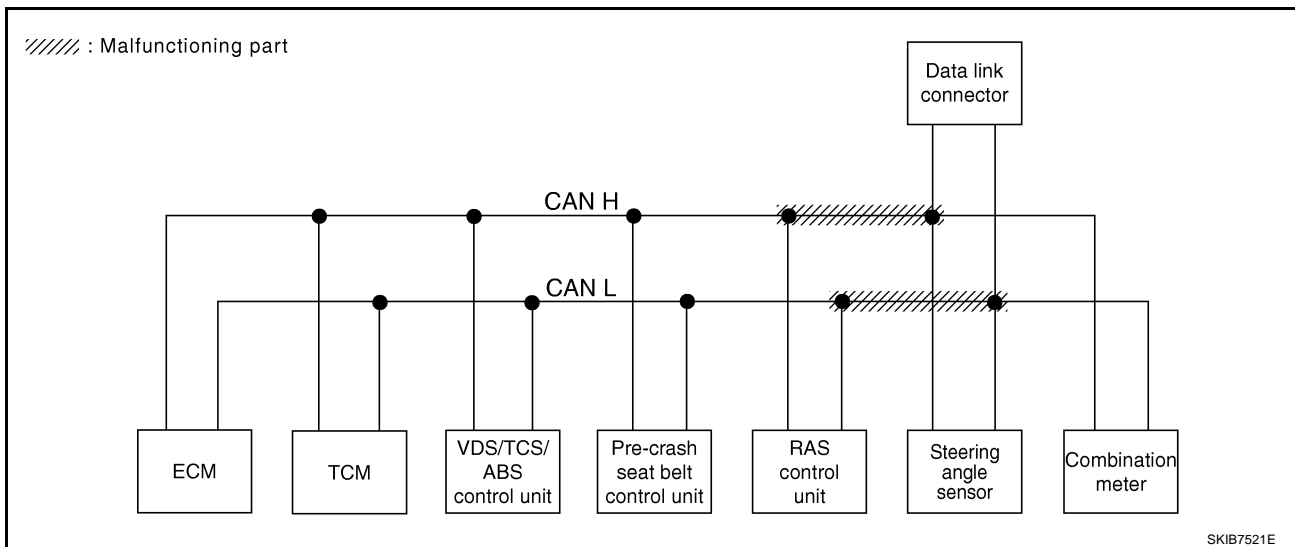 : Malfunctioning part
Data link
connector
CAN H
CAN L
ECM
TCM
VDS/TCS/
ABS
control unit
Pre-crash
seat belt
control unit
RAS
control
unit
Steering
angle
sensor
Combination
meter
SKIB7521E